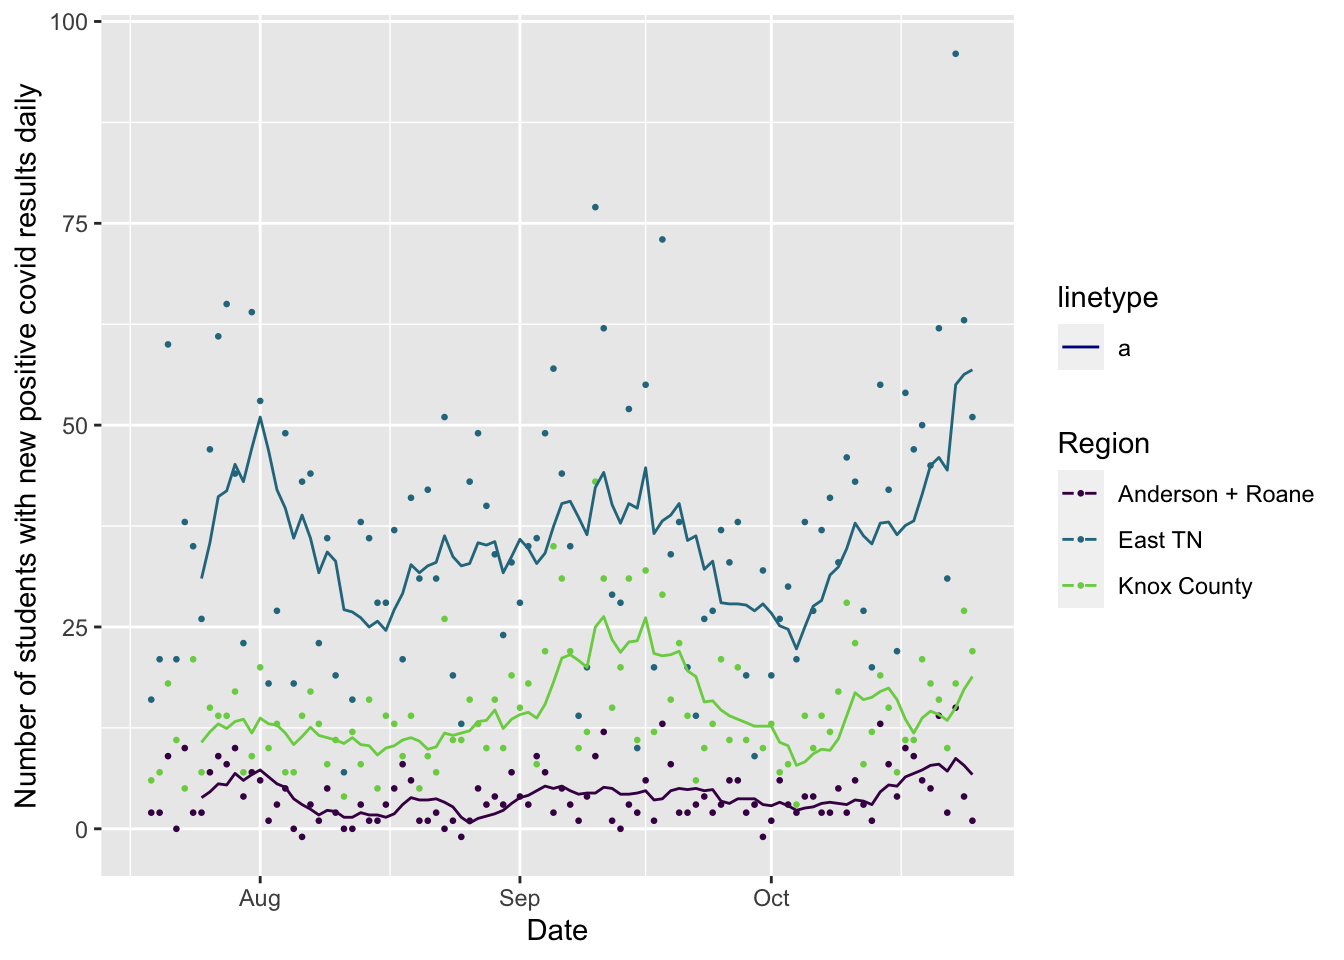 Number of students with new positive covid results daily
100
75
50
25
0
Aug
Sep
Oct
Date
linetype
a
Region
Anderson + Roane
East TN
Knox County